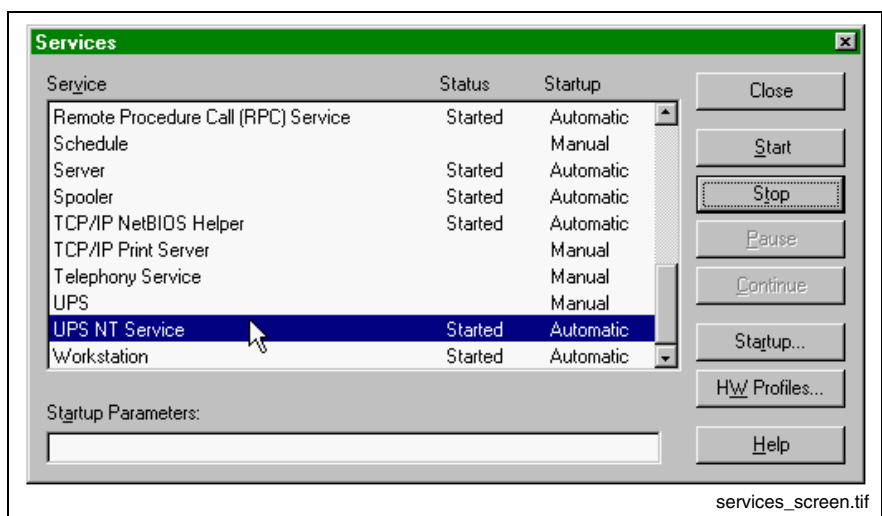 Services
Service Status Startup
Remote Procedure Call (RPC) Service Started Automatic
Schedule Manual
Server Started Automatic
Spooler Started Automatic
TCP/IP NetBIOS Helper Started Automatic
TCP/IP Print Server Manual
Telephony Service Manual
UPS Manual
UPS NT Service Started Automatic
Workstation Started Automatic
Startup Parameters:
Close
Start
Stop
Pause
Continue
Startup...
HW Profiles...
Help
services_screen.tif